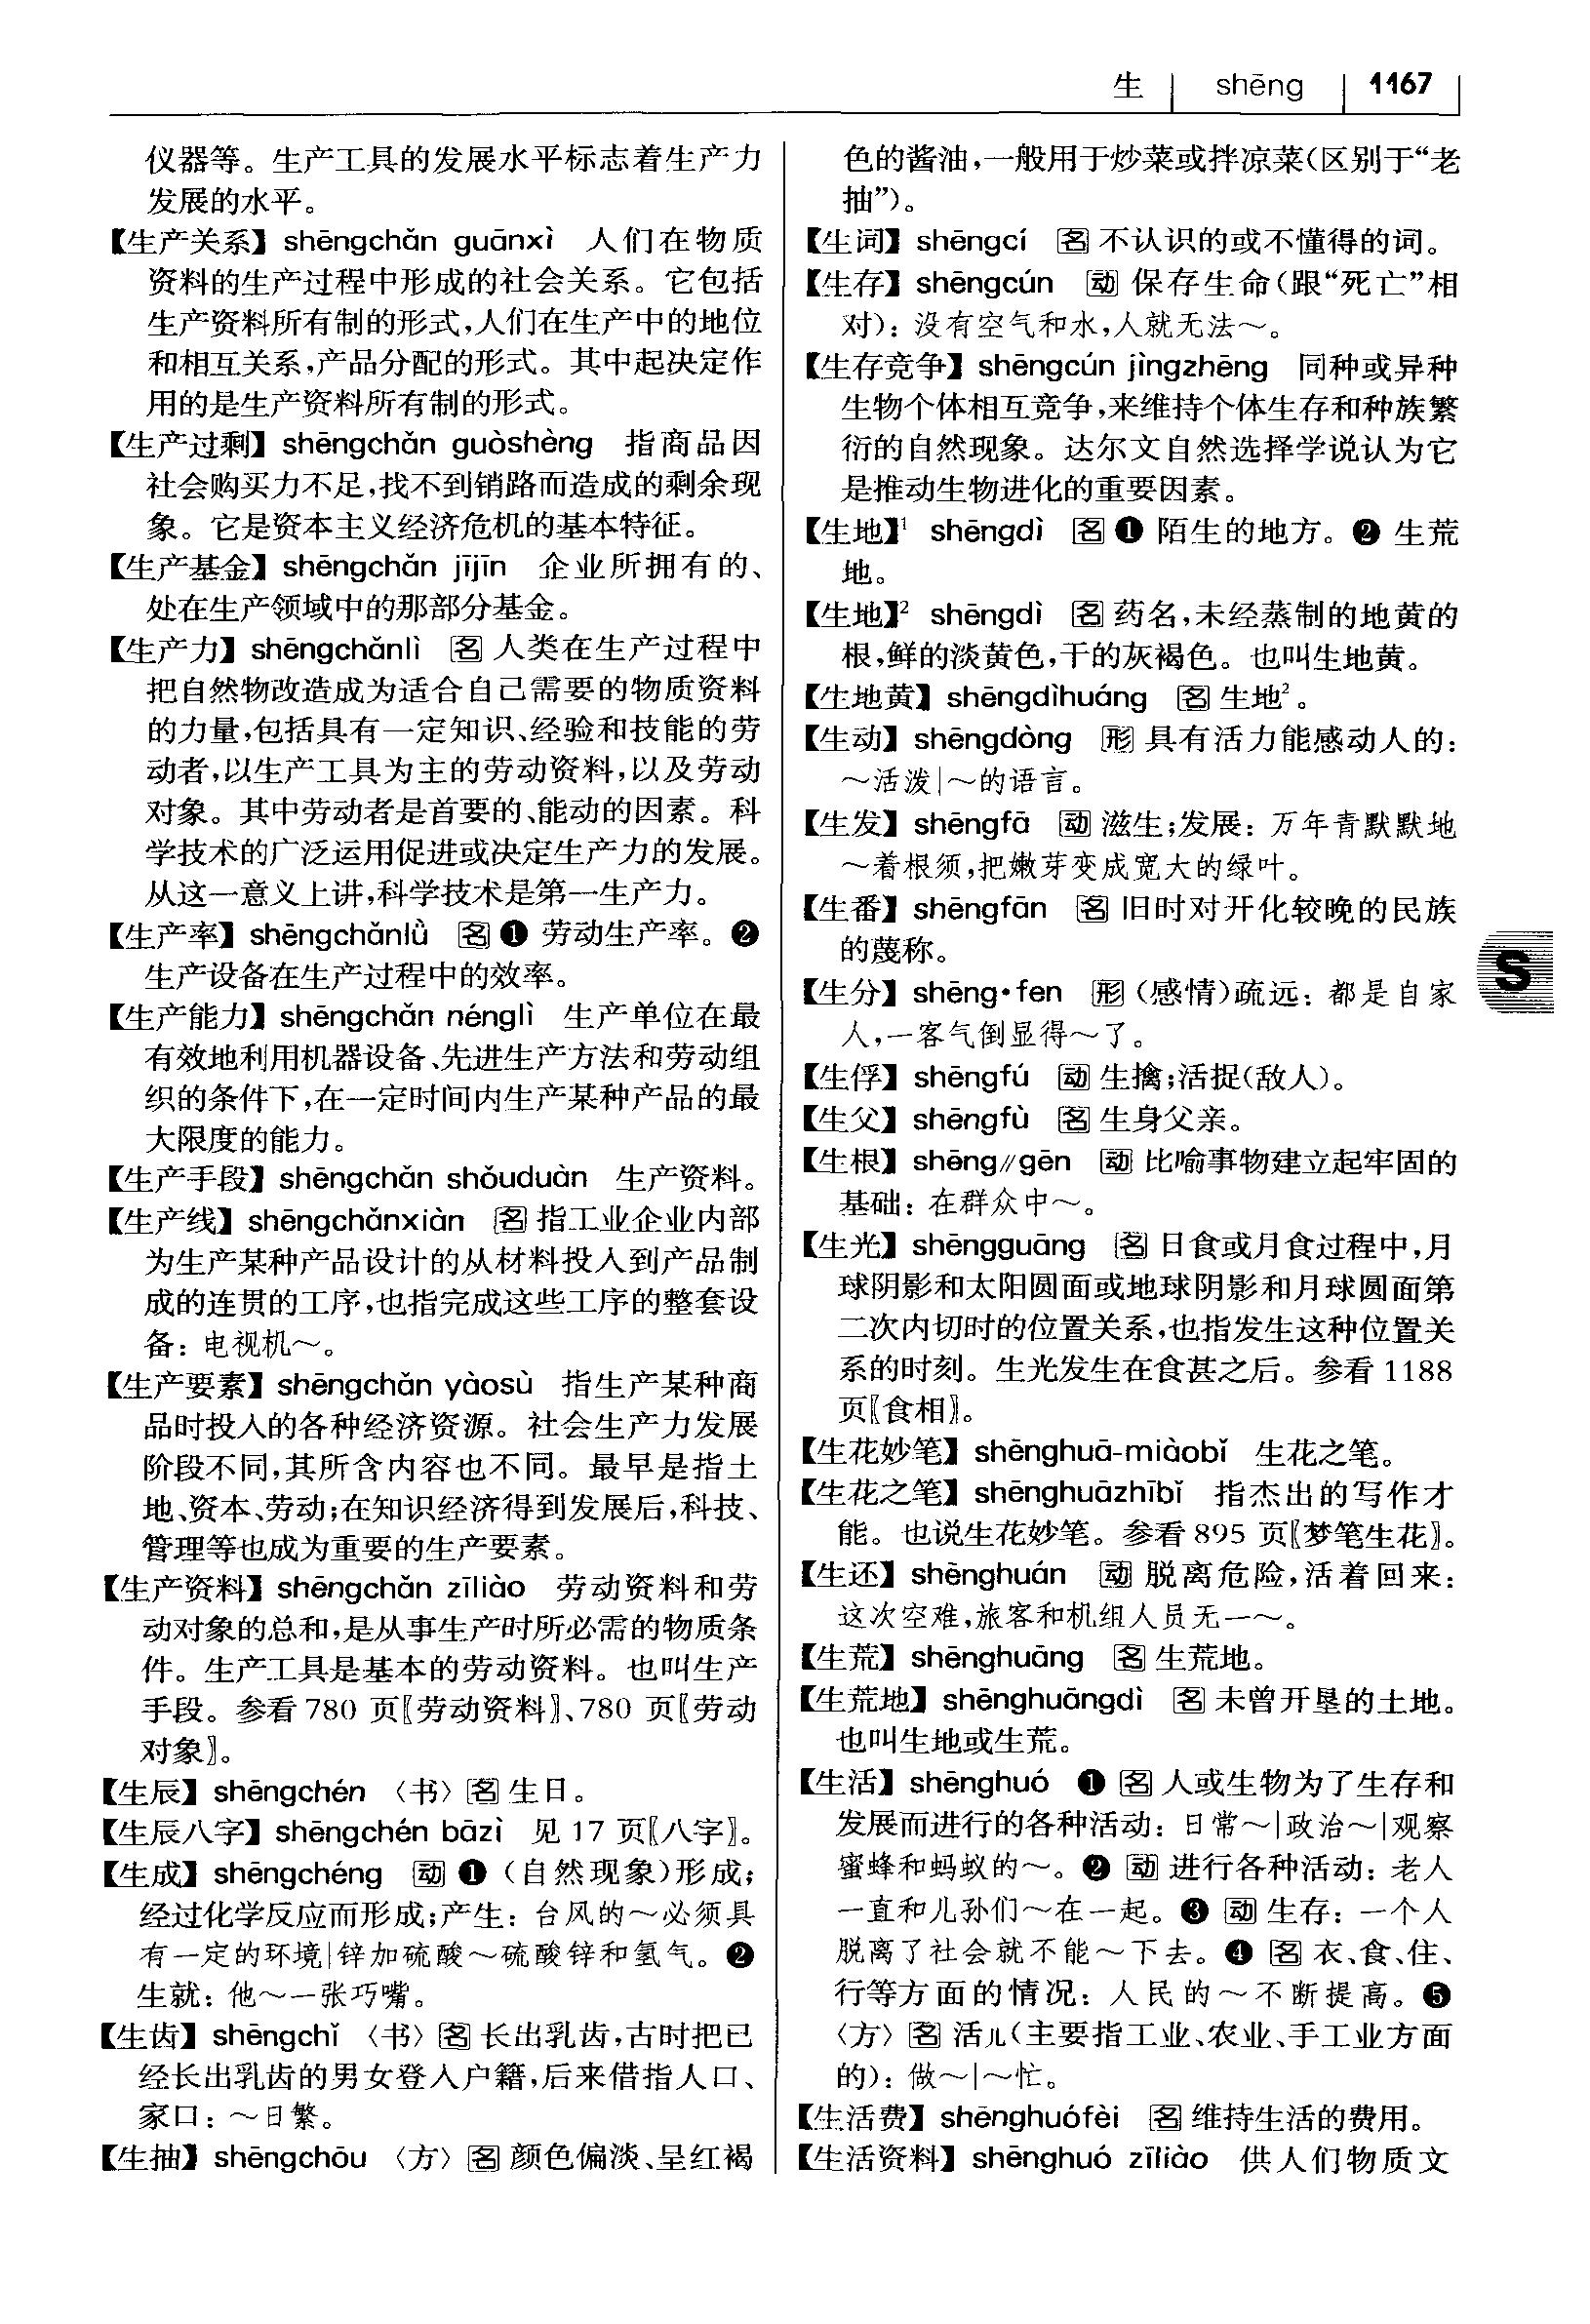 生 | shēng | 1167
仪器等。生产工具的发展水平标志着生产力
发展的水平。
【生产关系】 shēngchǎn guānxì 人们在物质
资料的生产过程中形成的社会关系。它包括
生产资料所有制的形式,人们在生产中的地位
和相互关系,产品分配的形式。其中起决定作
用的是生产资料所有制的形式。
【生产过剩】 shēngchǎn guòshèng 指商品因
社会购买力不足,找不到销路而造成的剩余现
象。它是资本主义经济危机的基本特征。
【生产基金】 shēngchǎn jījīn 企业所拥有的、
处在生产领域中的那部分基金。
【生产力】 shēngchǎnlì 名 人类在生产过程中
把自然物改造成为适合自己需要的物质资料
的力量,包括具有一定知识、经验和技能的劳
动者,以生产工具为主的劳动资料,以及劳动
对象。其中劳动者是首要的、能动的因素。科
学技术的广泛运用促进或决定生产力的发展。
从这一意义上讲,科学技术是第一生产力。
【生产率】 shēngchǎnlǜ 名 ❶ 劳动生产率。❷
生产设备在生产过程中的效率。
【生产能力】 shēngchǎn nénglì 生产单位在最
有效地利用机器设备、先进生产方法和劳动组
织的条件下,在一定时间内生产某种产品的最
大限度的能力。
【生产手段】 shēngchǎn shǒuduàn 生产资料。
【生产线】 shēngchǎnxiàn 名 指工业企业内部
为生产某种产品设计的从材料投入到产品制
成的连贯的工序,也指完成这些工序的整套设
备：电视机～。
【生产要素】 shēngchǎn yàosù 指生产某种商
品时投入的各种经济资源。社会生产力发展
阶段不同,其所含内容也不同。最早是指土
地、资本、劳动;在知识经济得到发展后,科技、
管理等也成为重要的生产要素。
【生产资料】 shēngchǎn zīliào 劳动资料和劳
动对象的总和,是从事生产时所必需的物质条
件。生产工具是基本的劳动资料。也叫生产
手段。参看 780 页〖劳动资料〗、780 页〖劳动
对象〗。
【生辰】 shēngchén 〈书〉 名 生日。
【生辰八字】 shēngchén bāzì 见 17 页〖八字〗。
【生成】 shēngchéng 动 ❶（自然现象）形成;
经过化学反应而形成;产生：台风的～必须具
有一定的环境|锌加硫酸～硫酸锌和氢气。❷
生就：他～一张巧嘴。
【生齿】 shēngchǐ 〈书〉 名 长出乳齿,古时把已
经长出乳齿的男女登入户籍,后来借指人口、
家口：～日繁。
【生抽】 shēngchōu 〈方〉 名 颜色偏淡、呈红褐
色的酱油,一般用于炒菜或拌凉菜(区别于“老
抽”)。
【生词】 shēngcí 名 不认识的或不懂得的词。
【生存】 shēngcún 动 保存生命(跟“死亡”相
对)：没有空气和水,人就无法～。
【生存竞争】 shēngcún jìngzhēng 同种或异种
生物个体相互竞争,来维持个体生存和种族繁
衍的自然现象。达尔文自然选择学说认为它
是推动生物进化的重要因素。
【生地】¹ shēngdì 名 ❶ 陌生的地方。❷ 生荒
地。
【生地】² shēngdì 名 药名,未经蒸制的地黄的
根,鲜的淡黄色,干的灰褐色。也叫生地黄。
【生地黄】 shēngdìhuáng 名 生地²。
【生动】 shēngdòng 形 具有活力能感动人的：
～活泼|～的语言。
【生发】 shēngfā 动 滋生;发展：万年青默默地
～着根须,把嫩芽变成宽大的绿叶。
【生番】 shēngfān 名 旧时对开化较晚的民族
的蔑称。
【生分】 shēng·fen 形 (感情)疏远：都是自家
人,一客气倒显得～了。
【生俘】 shēngfú 动 生擒;活捉(敌人)。
【生父】 shēngfù 名 生身父亲。
【生根】 shēng∥gēn 动 比喻事物建立起牢固的
基础：在群众中～。
【生光】 shēngguāng 名 日食或月食过程中,月
球阴影和太阳圆面或地球阴影和月球圆面第
二次内切时的位置关系,也指发生这种位置关
系的时刻。生光发生在食甚之后。参看 1188
页〖食相〗。
【生花妙笔】 shēnghuā-miàobǐ 生花之笔。
【生花之笔】 shēnghuāzhībǐ 指杰出的写作才
能。也说生花妙笔。参看 895 页〖梦笔生花〗。
【生还】 shēnghuán 动 脱离危险,活着回来：
这次空难,旅客和机组人员无一～。
【生荒】 shēnghuāng 名 生荒地。
【生荒地】 shēnghuāngdì 名 未曾开垦的土地。
也叫生地或生荒。
【生活】 shēnghuó ❶ 名 人或生物为了生存和
发展而进行的各种活动：日常～|政治～|观察
蜜蜂和蚂蚁的～。❷ 动 进行各种活动：老人
一直和儿孙们～在一起。❸ 动 生存：一个人
脱离了社会就不能～下去。❹ 名 衣、食、住、
行等方面的情况：人民的～不断提高。❺
〈方〉 名 活儿(主要指工业、农业、手工业方面
的)：做～|～忙。
【生活费】 shēnghuófèi 名 维持生活的费用。
【生活资料】 shēnghuó zīliào 供人们物质文
S